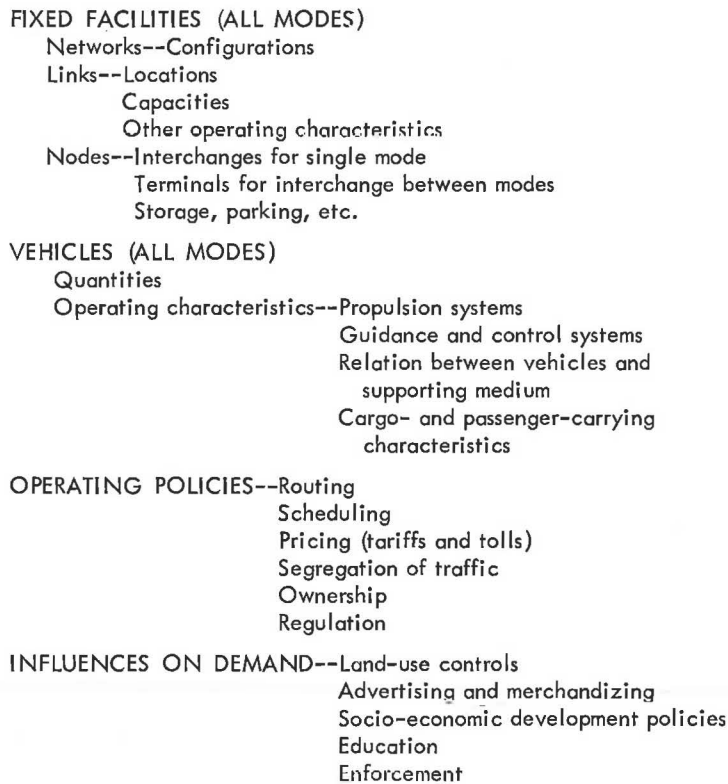 FIXED FACILITIES (ALL MODES)
Networks--Configurations
Links--Locations
Capacities
Other operating characteristics
Nodes--Interchanges for single mode
Terminals for interchange between modes
Storage, parking, etc.
VEHICLES (ALL MODES)
Quantities
Operating characteristics--Propulsion systems
Guidance and control systems
Relation between vehicles and
supporting medium
Cargo- and passenger-carrying
characteristics
OPERATING POLICIES--Routing
Scheduling
Pricing (tariffs and tolls)
Segregation of traffic
Ownership
Regulation
INFLUENCES ON DEMAND--Land-use controls
Advertising and merchandizing
Socio-economic development policies
Education
Enforcement